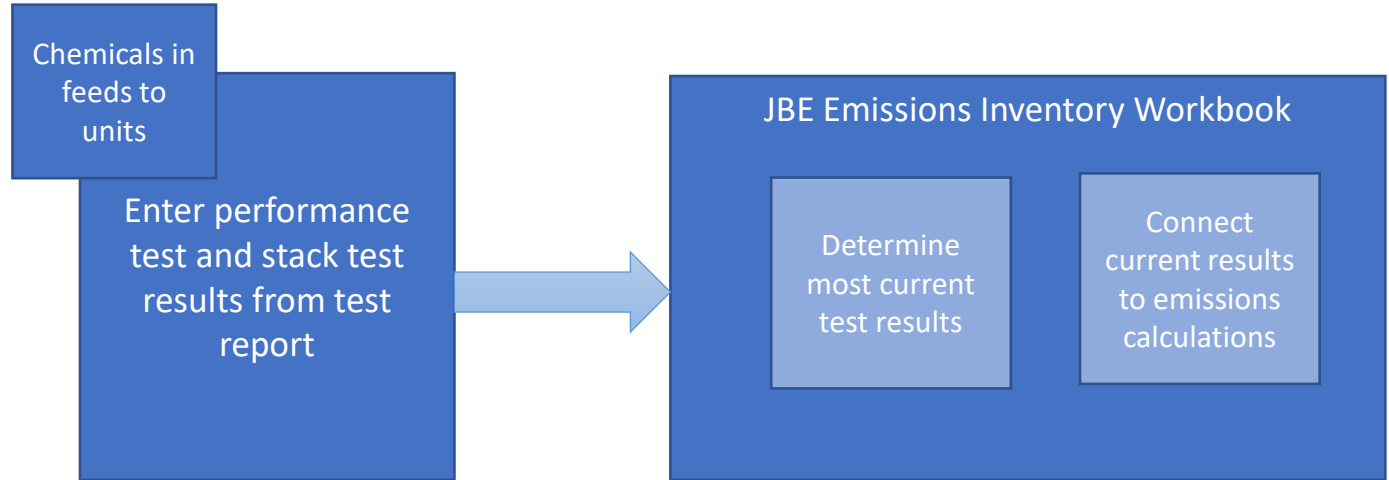 Chemicals in
feeds to
units
Enter performance
test and stack test
results from test
report
JBE Emissions Inventory Workbook
Determine
most current
test results
Connect
current results
to emissions
calculations